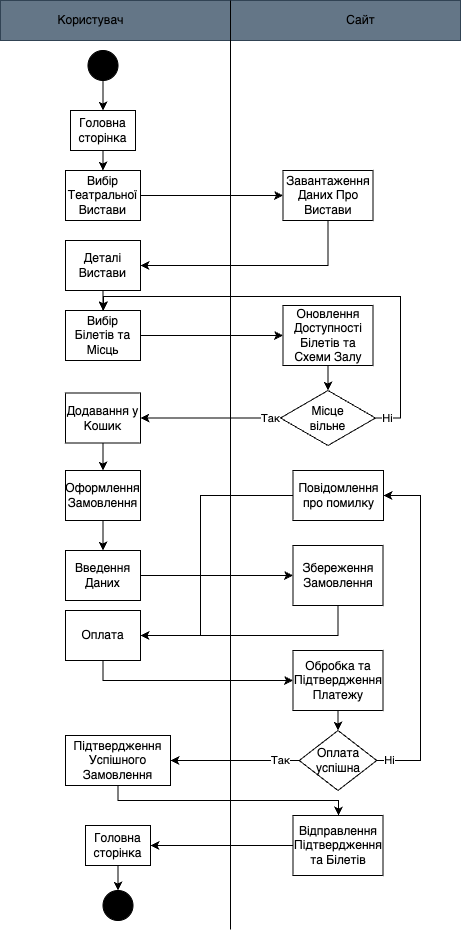 Користувач
Сайт
Головна
сторінка
Вибір
Театральної
Вистави
Завантаження
Даних Про
Вистави
Деталі
Вистави
Вибір
Білетів та
Місць
Оновлення
Доступності
Білетів та
Схеми Залу
Місце
вільне
Так
Ні
Додавання у
Кошик
Оформлення
Замовлення
Повідомлення
про помилку
Введення
Даних
Збереження
Замовлення
Оплата
Обробка та
Підтвердження
Платежу
Оплата
успішна
Так
Ні
Підтвердження
Успішного
Замовлення
Відправлення
Підтвердження
та Білетів
Головна
сторінка